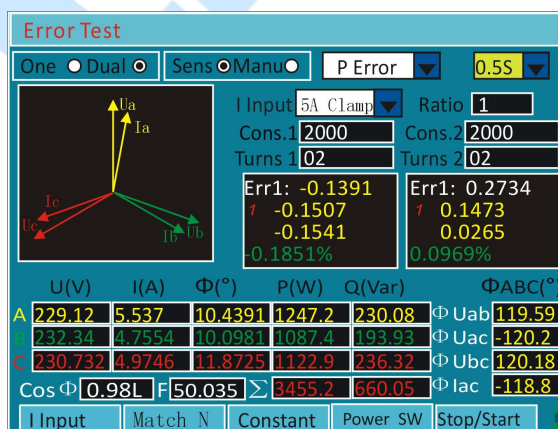 Error Test
One Dual Sens Manu P Error 0.5S
I Input 5A Clamp Ratio 1
Cons.1 2000 Cons.2 2000
Turns 1 02 Turns 2 02
Ua
Ia
Ic
Uc
Ib Ub
Err1: -0.1391 Err1: 0.2734
1 -0.1507 1 0.1473
-0.1541 0.0265
-0.1851% 0.0969%
U(V) I(A) Φ(°) P(W) Q(Var) ΦABC(°
A 229.12 5.537 10.4391 1247.2 230.08 Φ Uab 119.59
B 232.34 4.7554 10.0981 1087.4 193.93 Φ Uac -120.2
C 230.732 4.9746 11.8725 1122.9 236.32 Φ Ubc 120.18
Cos Φ 0.98L F 50.035 Σ 3455.2 660.05 Φ Iac -118.8
I Input Match N Constant Power SW Stop/Start